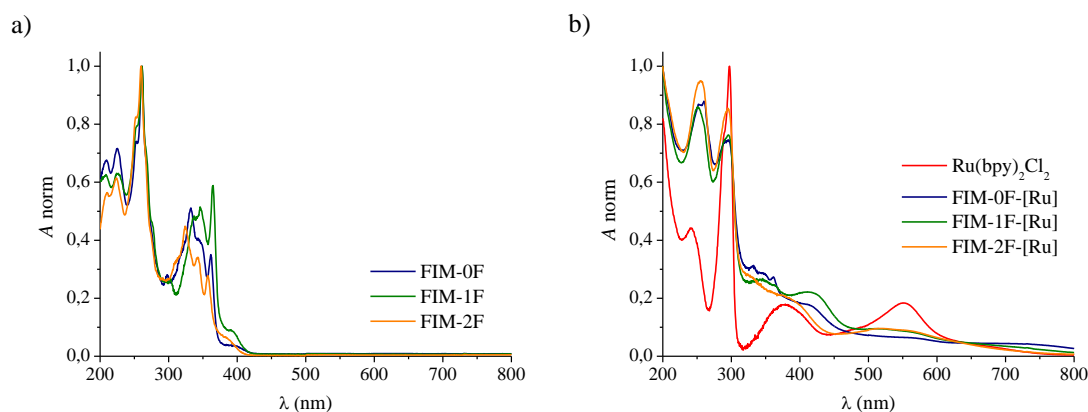 a)
A norm
1,0
0,8
0,6
0,4
0,2
0,0
200 300 400 500 600 700 800
λ (nm)
FIM-0F
FIM-1F
FIM-2F
b)
A norm
1,0
0,8
0,6
0,4
0,2
0,0
200 300 400 500 600 700 800
λ (nm)
Ru(bpy)₂Cl₂
FIM-0F-[Ru]
FIM-1F-[Ru]
FIM-2F-[Ru]